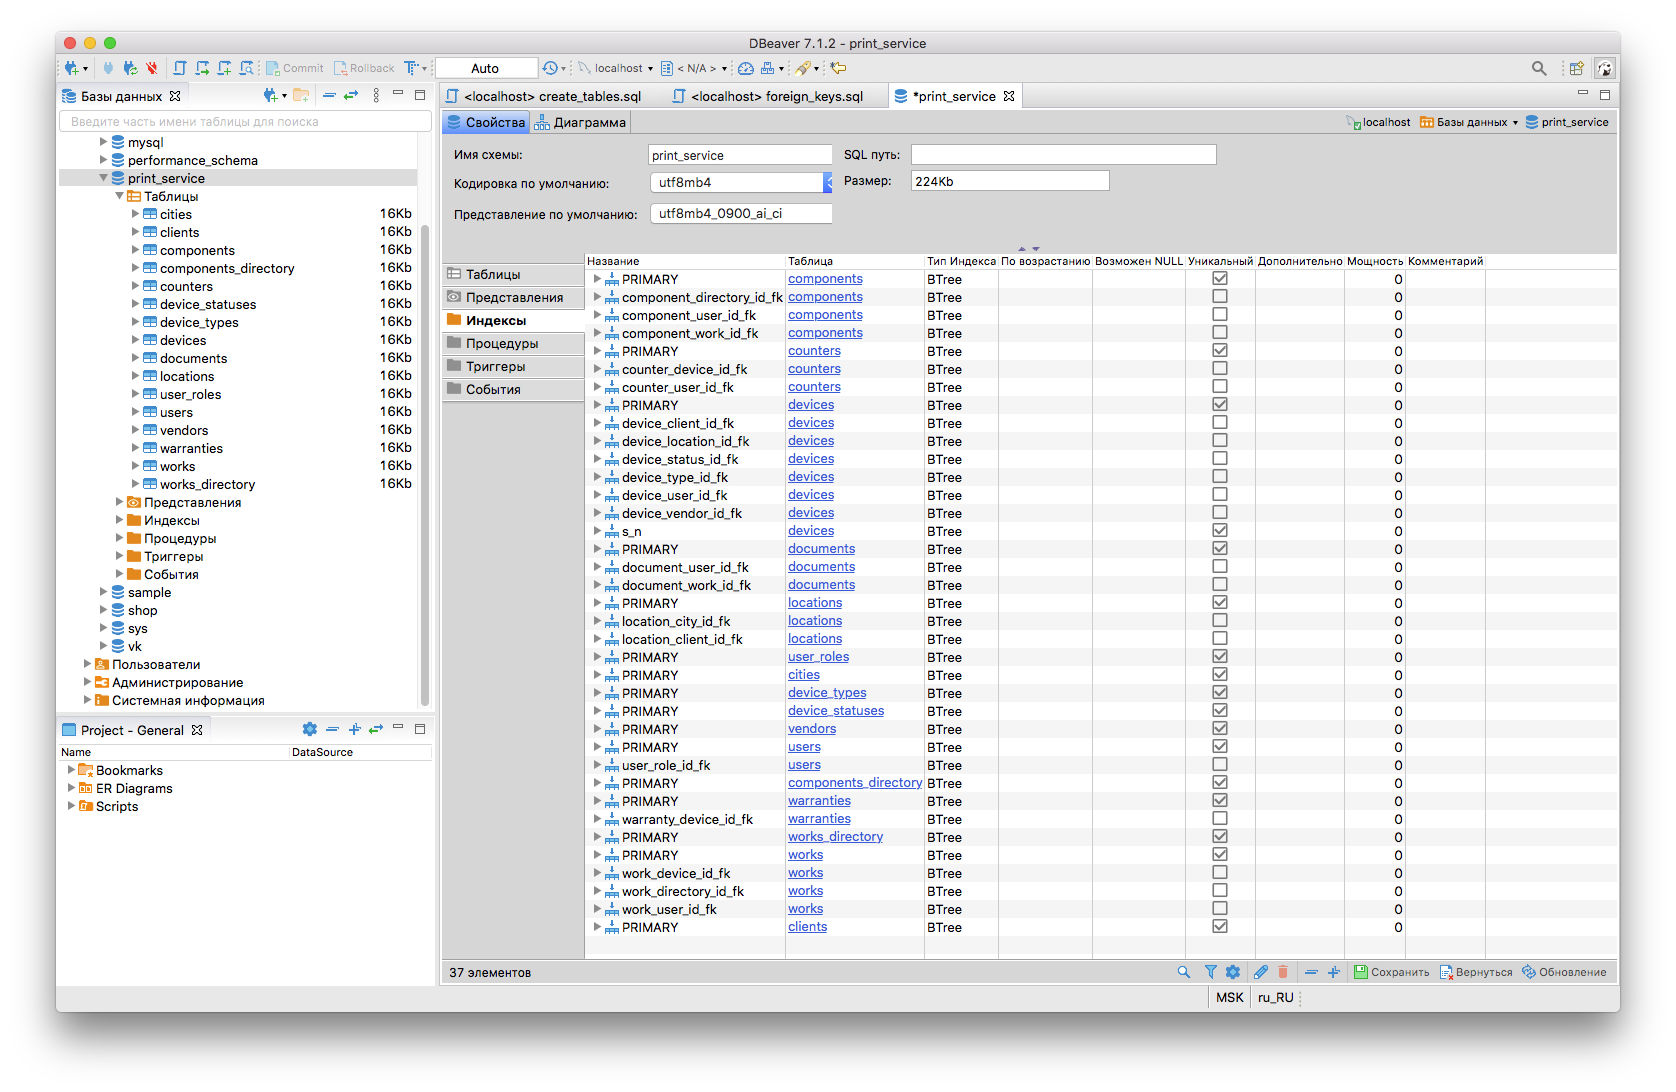 DBeaver 7.1.2 - print_service
Commit Rollback Auto localhost < N/A >
Базы данных
<localhost> create_tables.sql <localhost> foreign_keys.sql *print_service
Введите часть имени таблицы для поиска
mysql
performance_schema
print_service
Таблицы
cities 16Kb
clients 16Kb
components 16Kb
components_directory 16Kb
counters 16Kb
device_statuses 16Kb
device_types 16Kb
devices 16Kb
documents 16Kb
locations 16Kb
user_roles 16Kb
users 16Kb
vendors 16Kb
warranties 16Kb
works 16Kb
works_directory 16Kb
Представления
Индексы
Процедуры
Триггеры
События
sample
shop
sys
vk
Пользователи
Администрирование
Системная информация
Project - General
Name DataSource
Bookmarks
ER Diagrams
Scripts
Свойства Диаграмма localhost Базы данных print_service
Имя схемы: print_service SQL путь:
Кодировка по умолчанию: utf8mb4 Размер: 224Kb
Представление по умолчанию: utf8mb4_0900_ai_ci
Таблицы
Представления
Индексы
Процедуры
Триггеры
События
Название Таблица Тип Индекса По возрастанию Возможен NULL Уникальный Дополнительно Мощность Комментарий
PRIMARY components BTree 0
component_directory_id_fk components BTree 0
component_user_id_fk components BTree 0
component_work_id_fk components BTree 0
PRIMARY counters BTree 0
counter_device_id_fk counters BTree 0
counter_user_id_fk counters BTree 0
PRIMARY devices BTree 0
device_client_id_fk devices BTree 0
device_location_id_fk devices BTree 0
device_status_id_fk devices BTree 0
device_type_id_fk devices BTree 0
device_user_id_fk devices BTree 0
device_vendor_id_fk devices BTree 0
s_n devices BTree 0
PRIMARY documents BTree 0
document_user_id_fk documents BTree 0
document_work_id_fk documents BTree 0
PRIMARY locations BTree 0
location_city_id_fk locations BTree 0
location_client_id_fk locations BTree 0
PRIMARY user_roles BTree 0
PRIMARY cities BTree 0
PRIMARY device_types BTree 0
PRIMARY device_statuses BTree 0
PRIMARY vendors BTree 0
PRIMARY users BTree 0
user_role_id_fk users BTree 0
PRIMARY components_directory BTree 0
PRIMARY warranties BTree 0
warranty_device_id_fk warranties BTree 0
PRIMARY works_directory BTree 0
PRIMARY works BTree 0
work_device_id_fk works BTree 0
work_directory_id_fk works BTree 0
work_user_id_fk works BTree 0
PRIMARY clients BTree 0
37 элементов Сохранить Вернуться Обновление
MSK ru_RU